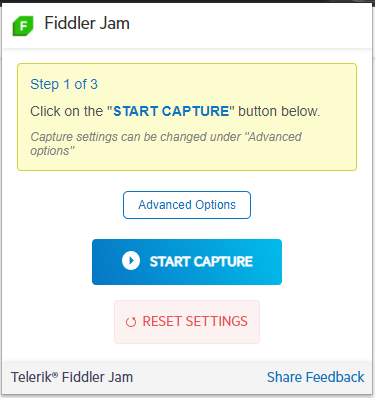 F Fiddler Jam
Step 1 of 3
Click on the "START CAPTURE" button below.
Capture settings can be changed under "Advanced
options"
Advanced Options
START CAPTURE
RESET SETTINGS
Telerik® Fiddler Jam Share Feedback